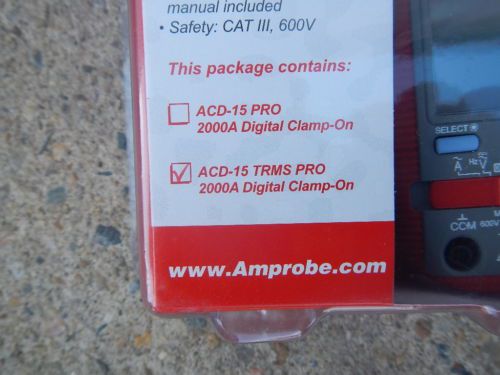 manual included
• Safety: CAT III, 600V
This package contains:
ACD-15 PRO
2000A Digital Clamp-On
ACD-15 TRMS PRO
2000A Digital Clamp-On
www.Amprobe.com
SELECT
A Hz V
COM 600V